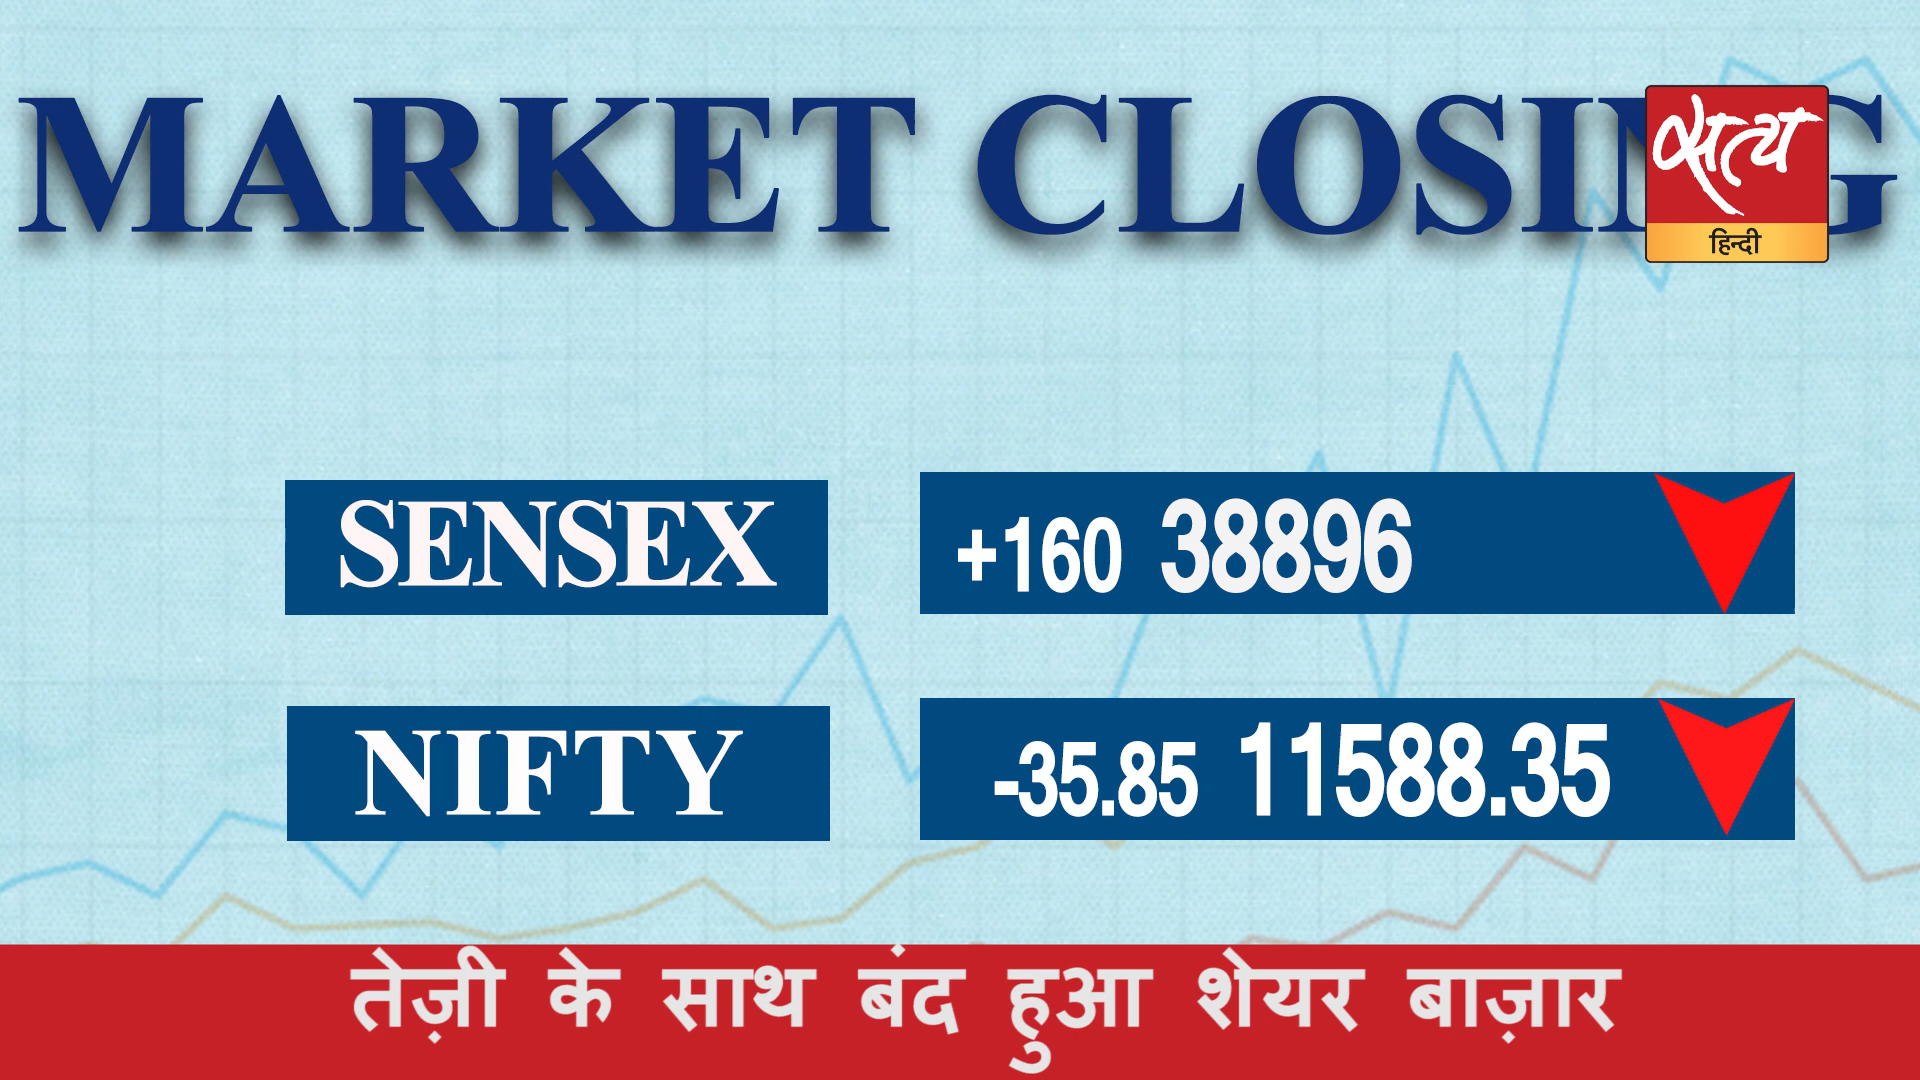 MARKET CLOSING
सत्य
हिन्दी
SENSEX +160 38896
NIFTY -35.85 11588.35
तेज़ी के साथ बंद हुआ शेयर बाज़ार